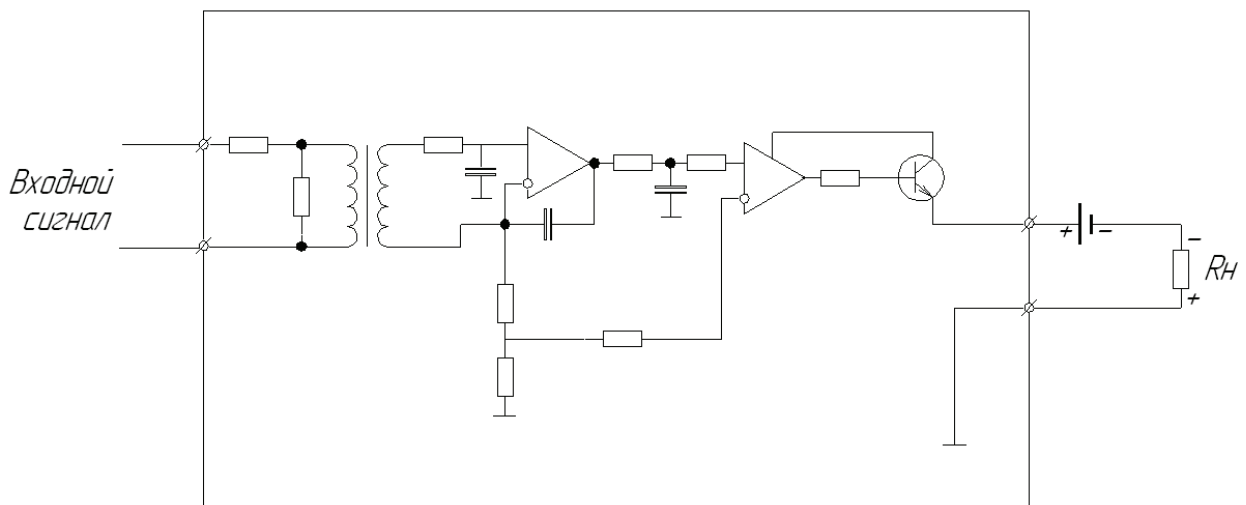 Входной
сигнал
+ -
-
Rн
+